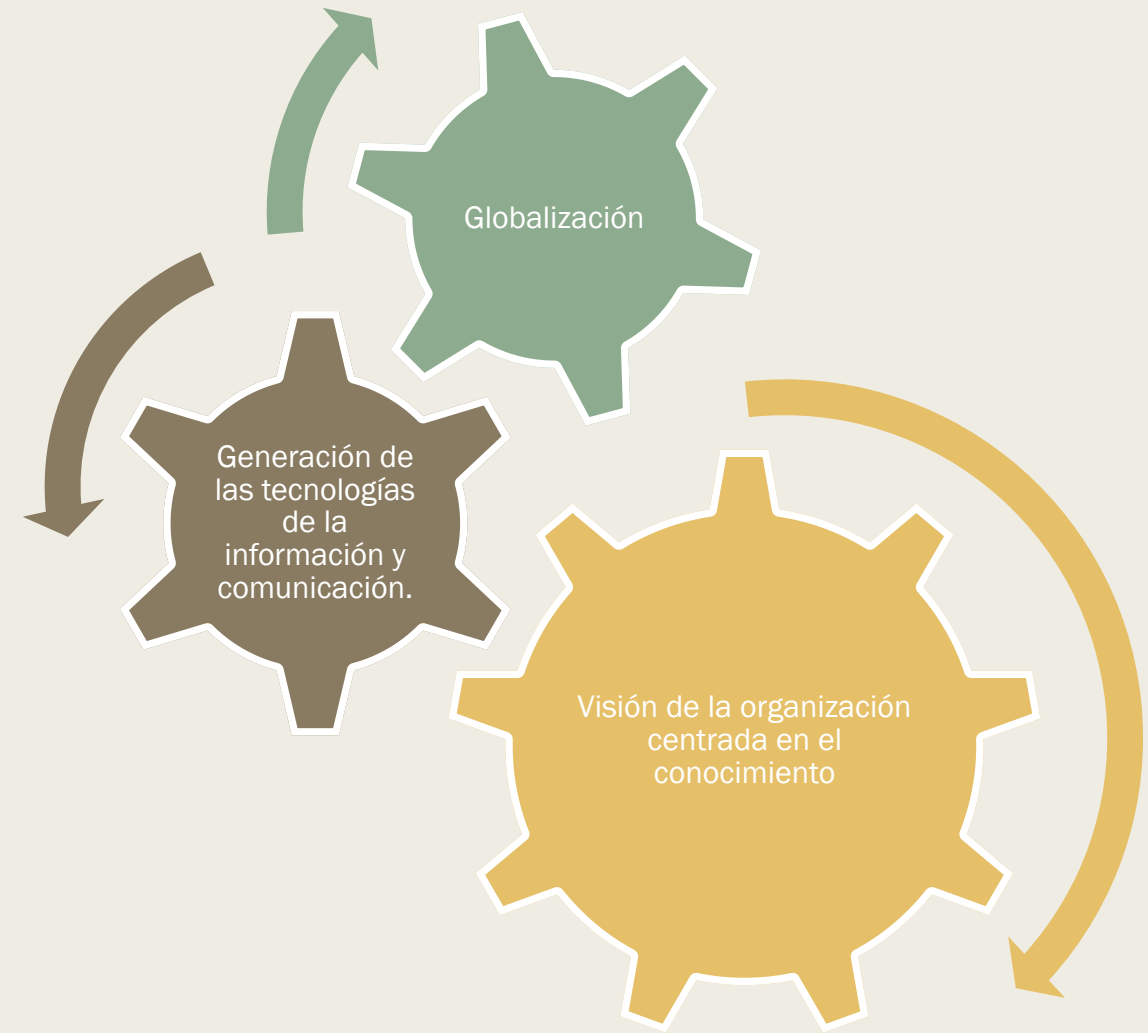 Globalización
Generación de
las tecnologías
de la
información y
comunicación.
Visión de la organización
centrada en el
conocimiento